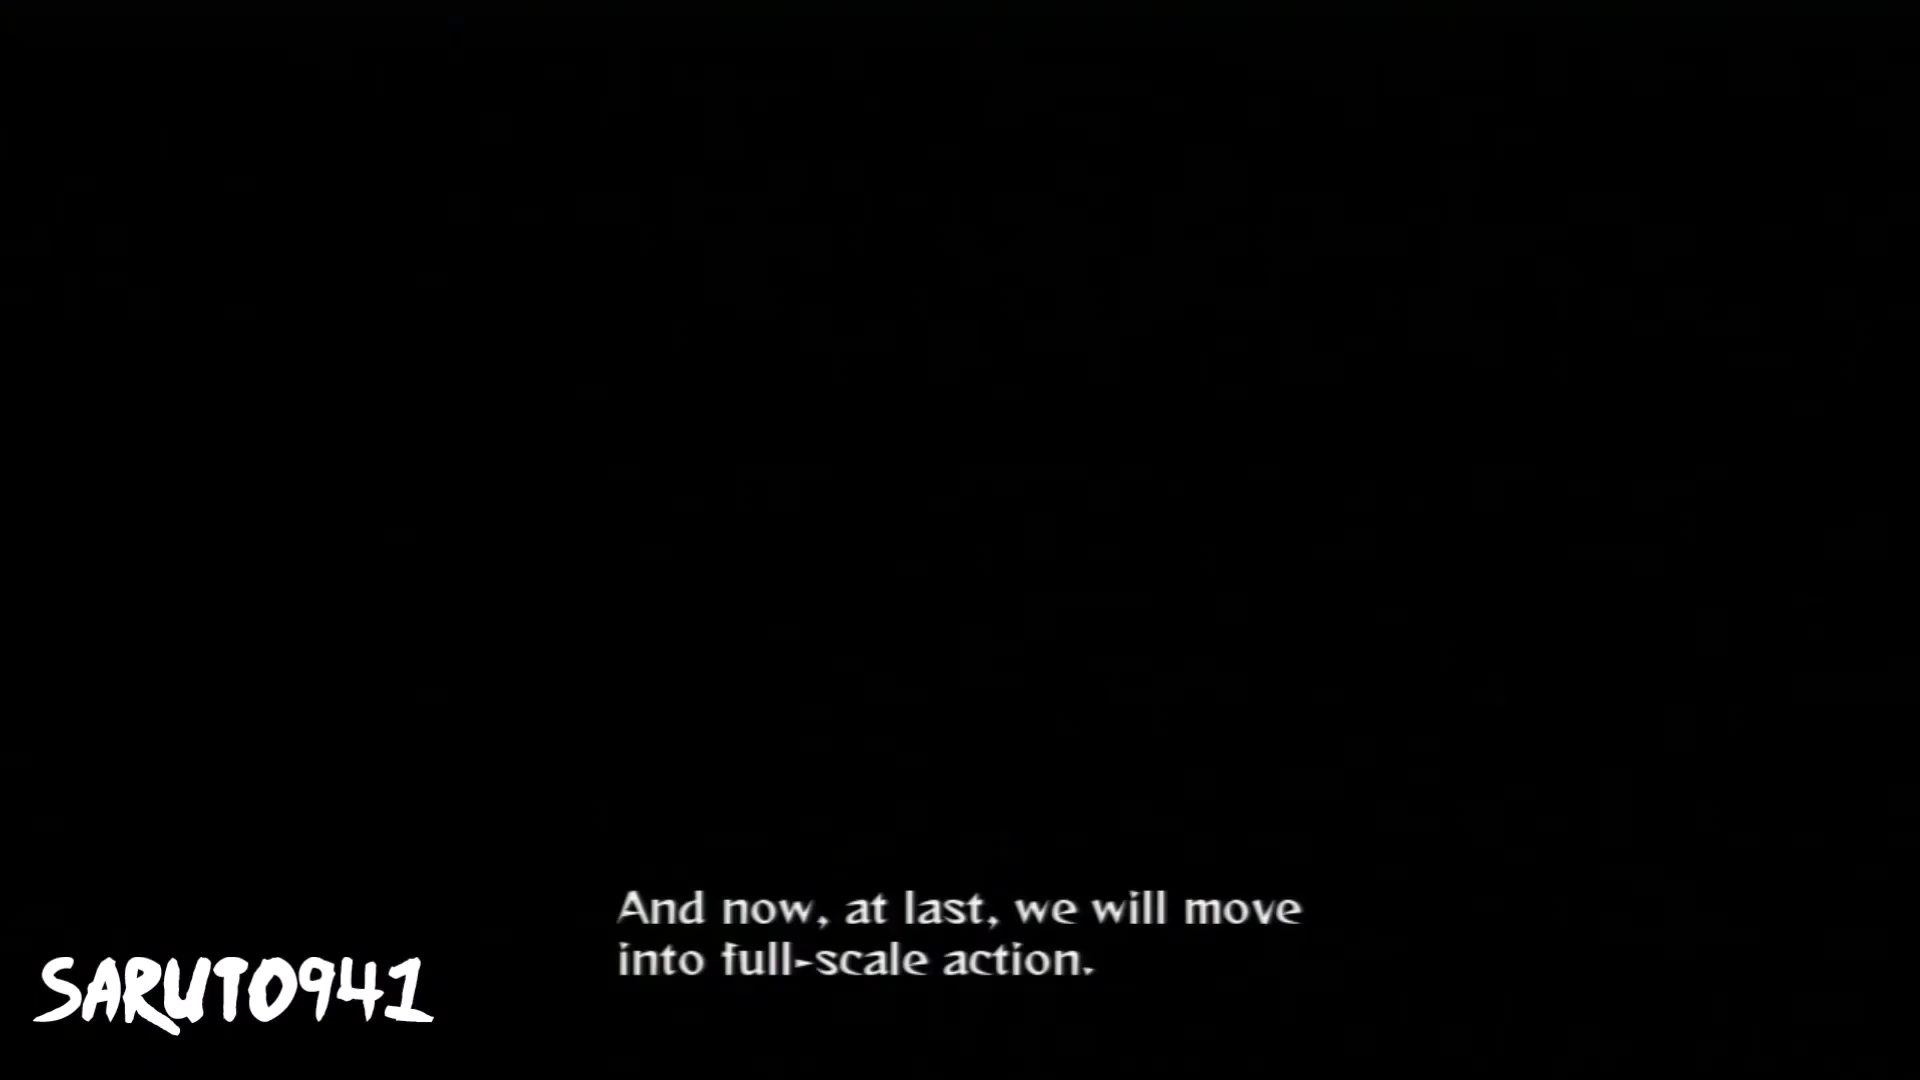 And now, at last, we will move
into full-scale action.
SARUTO941